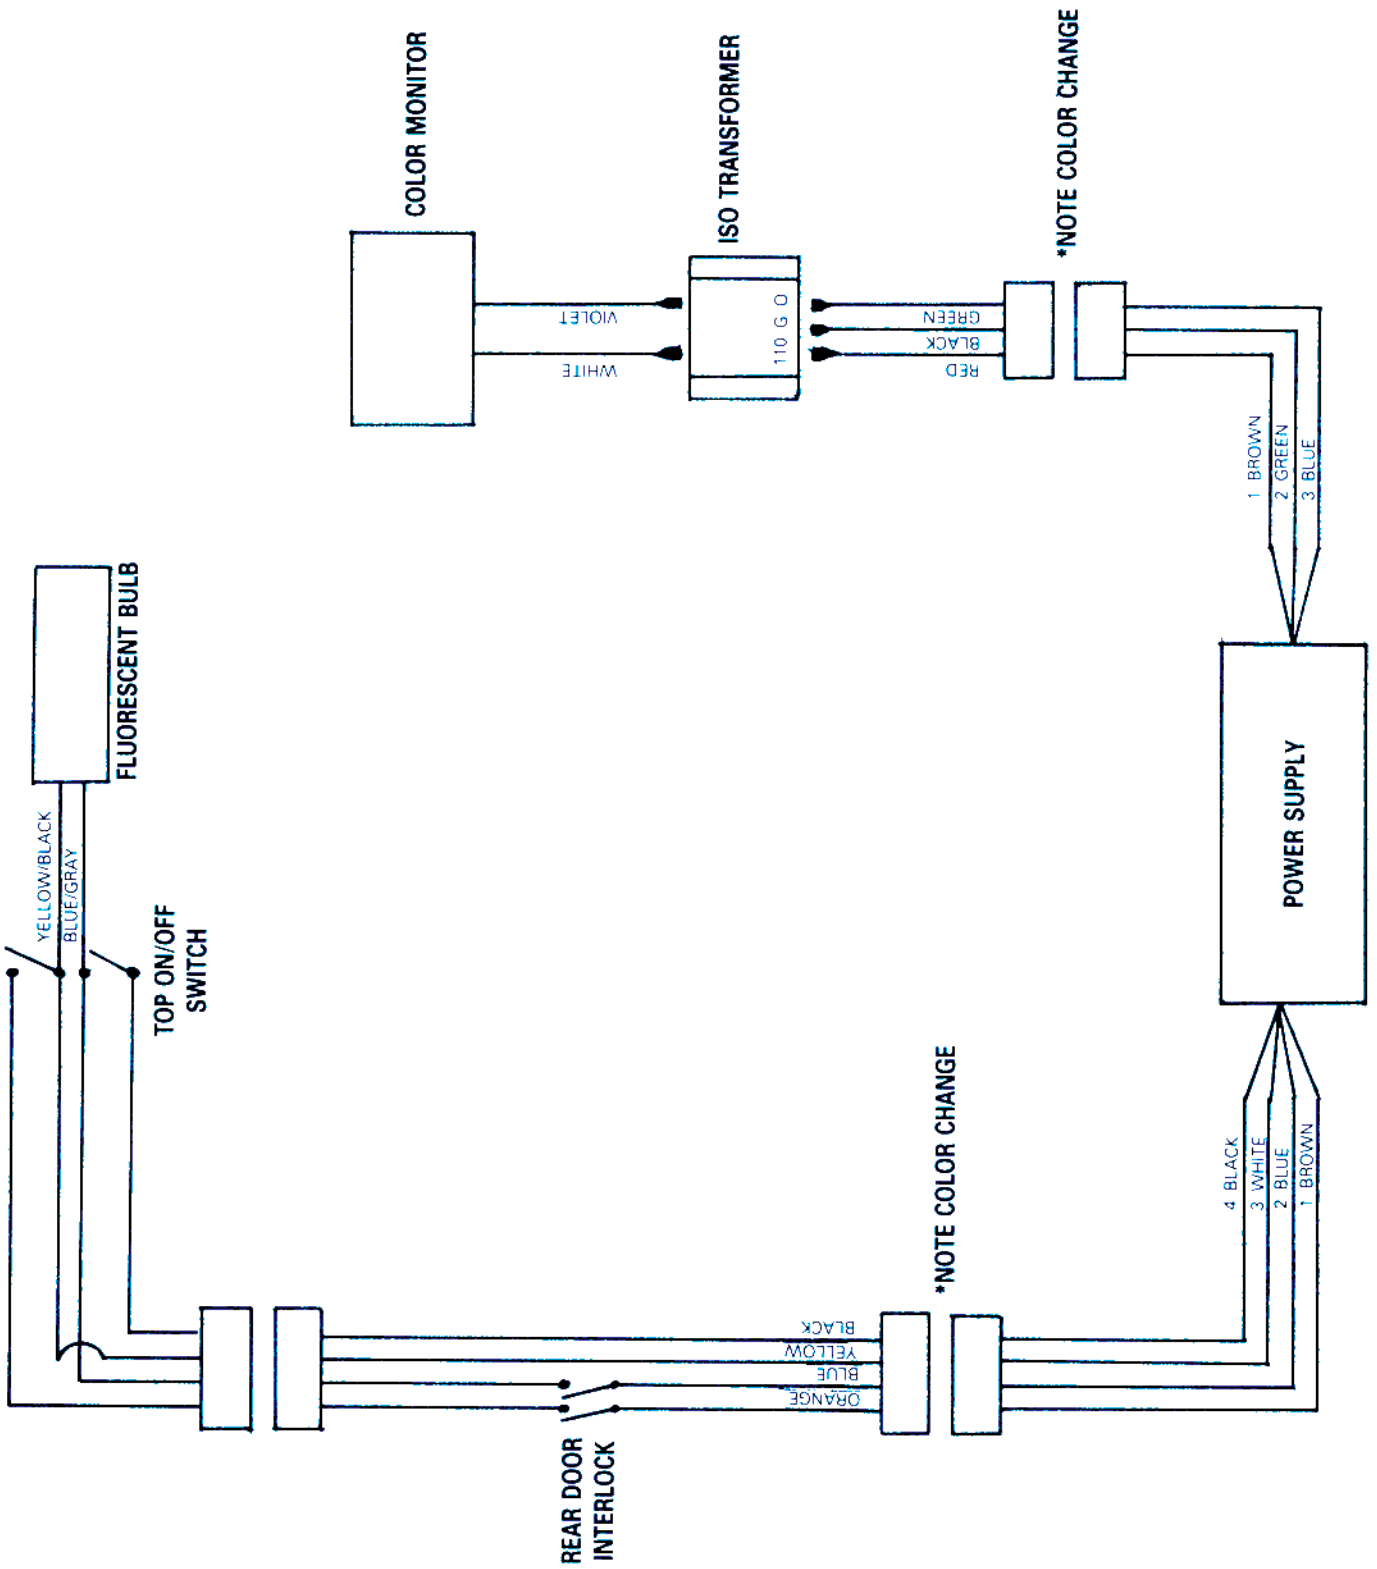 COLOR MONITOR
VIOLET
WHITE
ISO TRANSFORMER
110 G O
GREEN
BLACK
RED
*NOTE COLOR CHANGE
1 BROWN
2 GREEN
3 BLUE
FLUORESCENT BULB
YELLOW/BLACK
BLUE/GRAY
TOP ON/OFF
SWITCH
POWER SUPPLY
4 BLACK
3 WHITE
2 BLUE
1 BROWN
*NOTE COLOR CHANGE
BLACK
YELLOW
BLUE
ORANGE
REAR DOOR
INTERLOCK